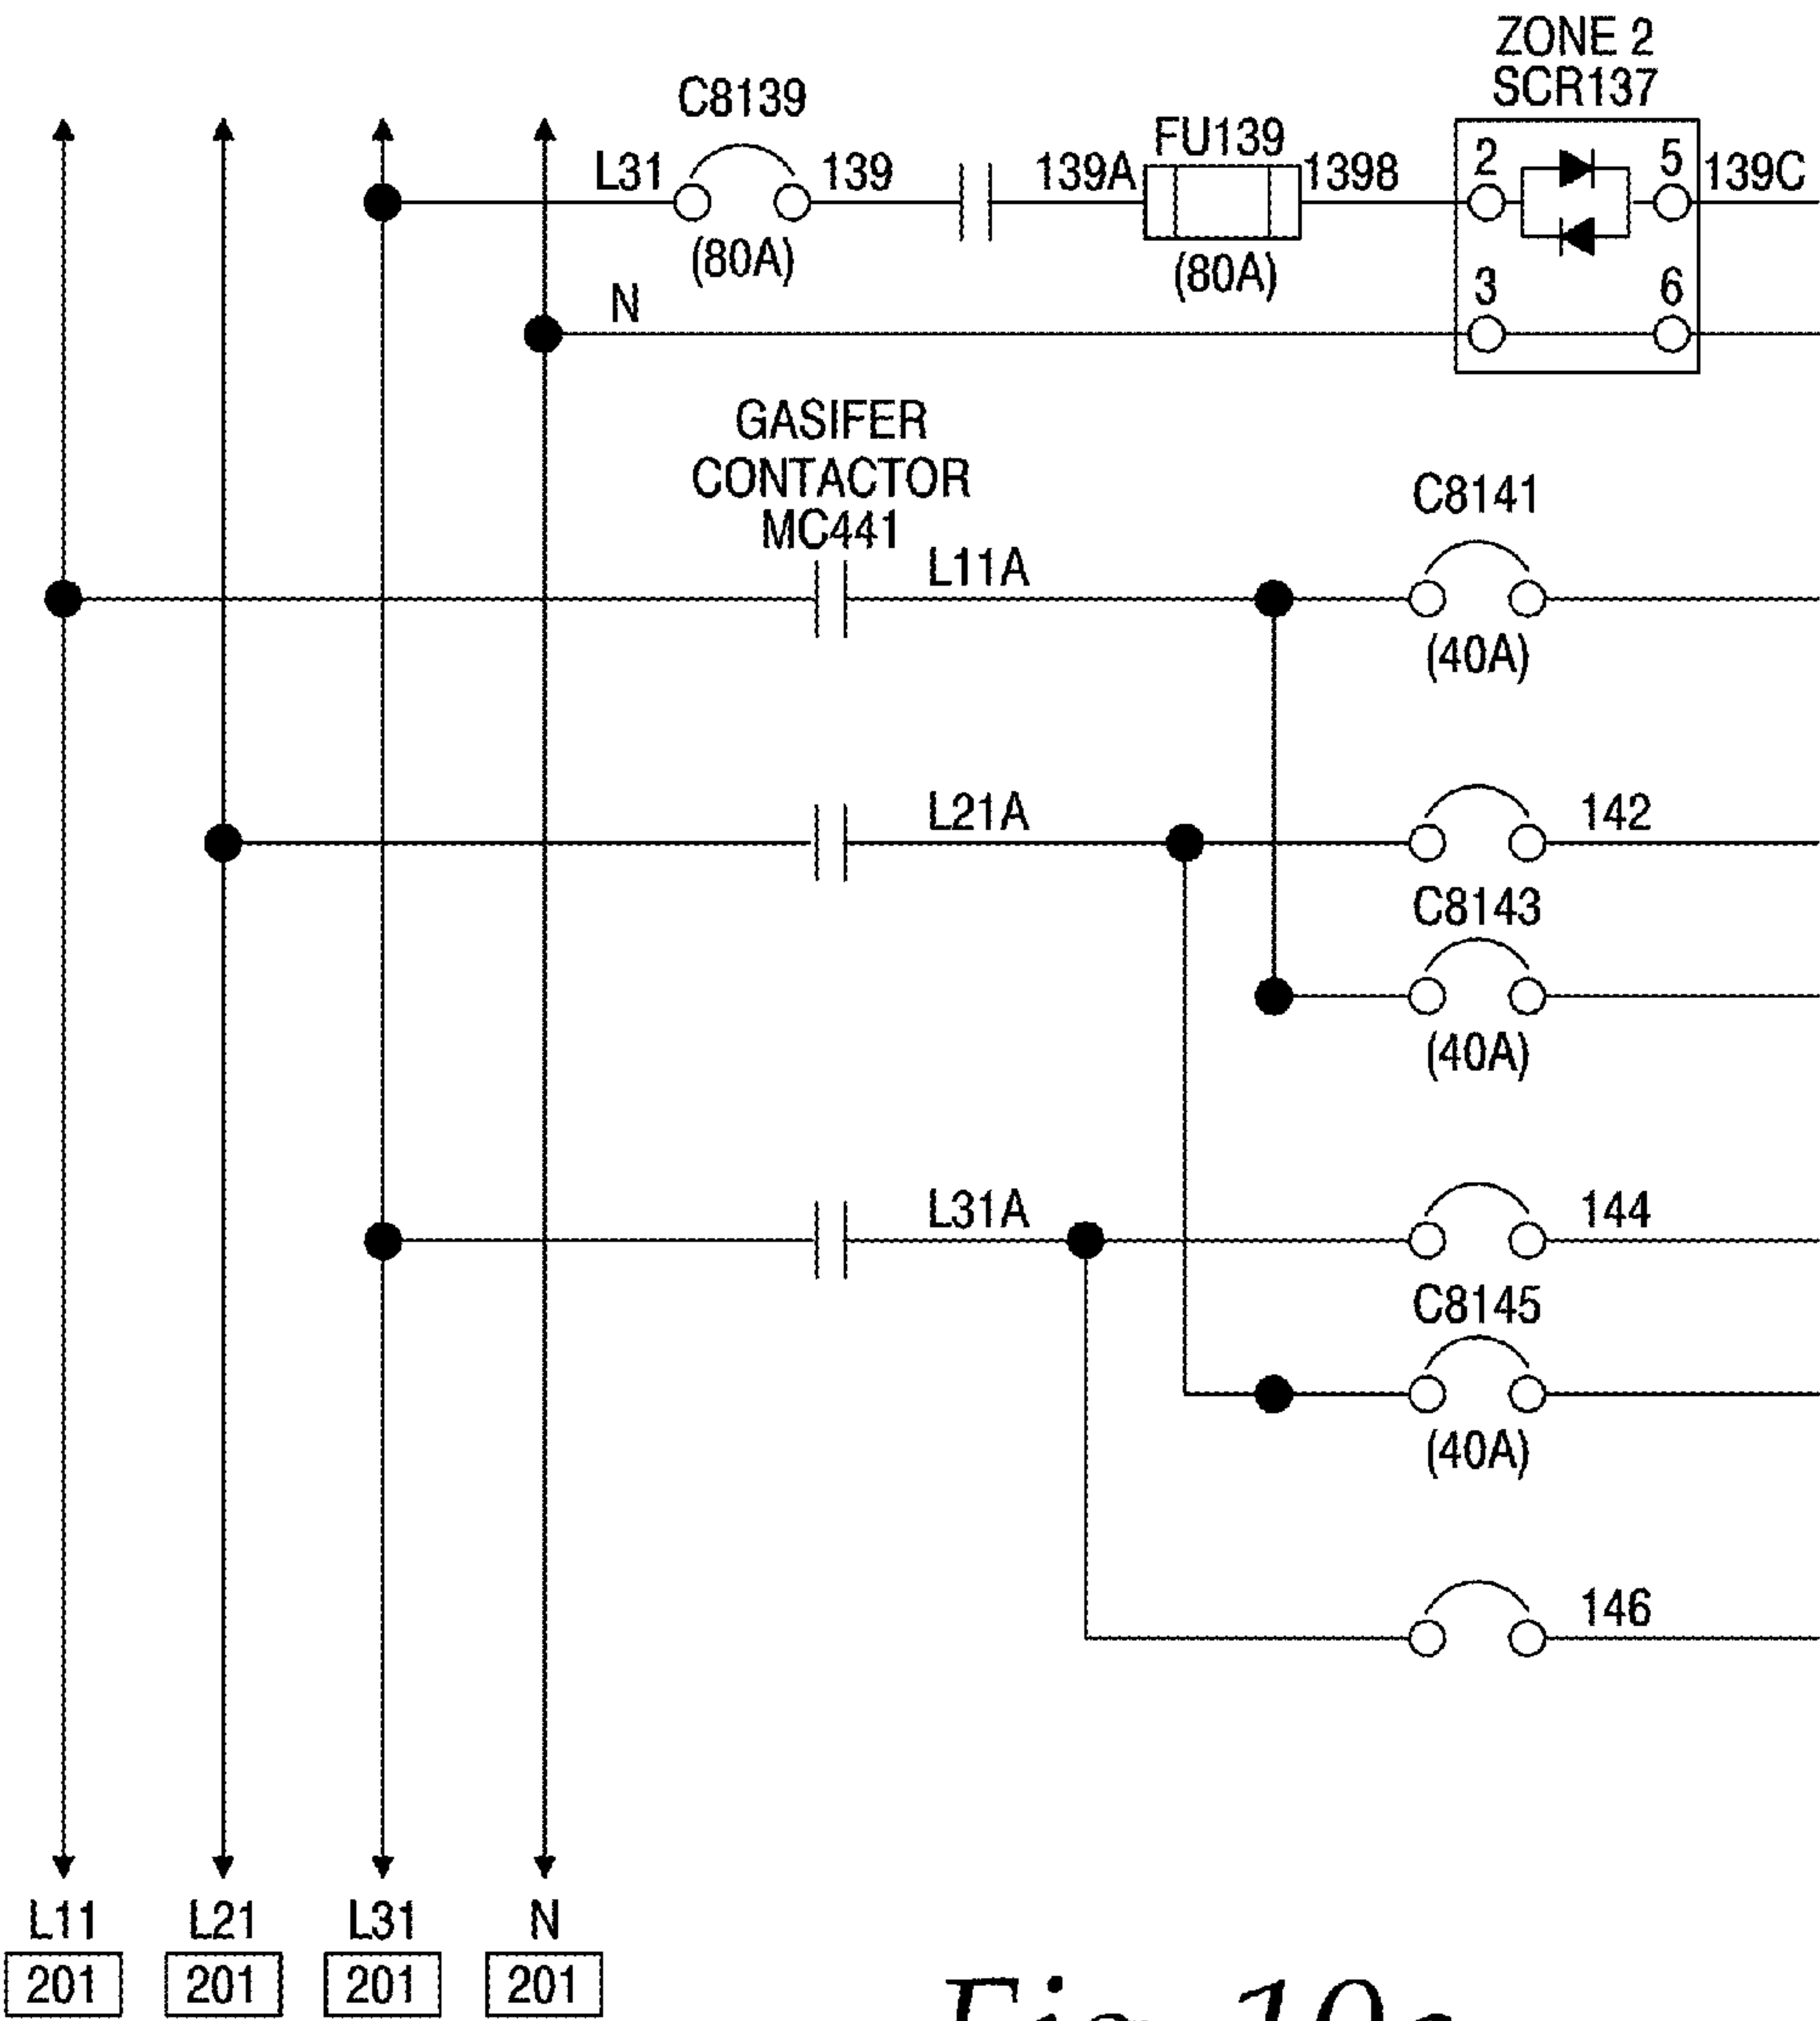 ZONE 2
SCR137
C8139
FU139
L31
139
139A
1398
2
5
139C
(80A)
(80A)
N
3
6
GASIFER
CONTACTOR
MC441
C8141
L11A
(40A)
L21A
142
C8143
(40A)
L31A
144
C8145
(40A)
146
L11
L21
L31
N
201
201
201
201